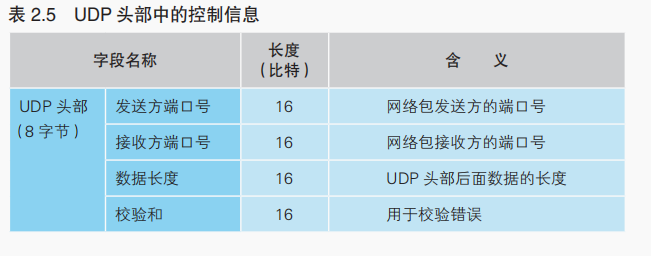 表 2.5 UDP 头部中的控制信息
字段名称 长度（比特） 含 义
UDP 头部（8 字节） 发送方端口号 16 网络包发送方的端口号
接收方端口号 16 网络包接收方的端口号
数据长度 16 UDP 头部后面数据的长度
校验和 16 用于校验错误